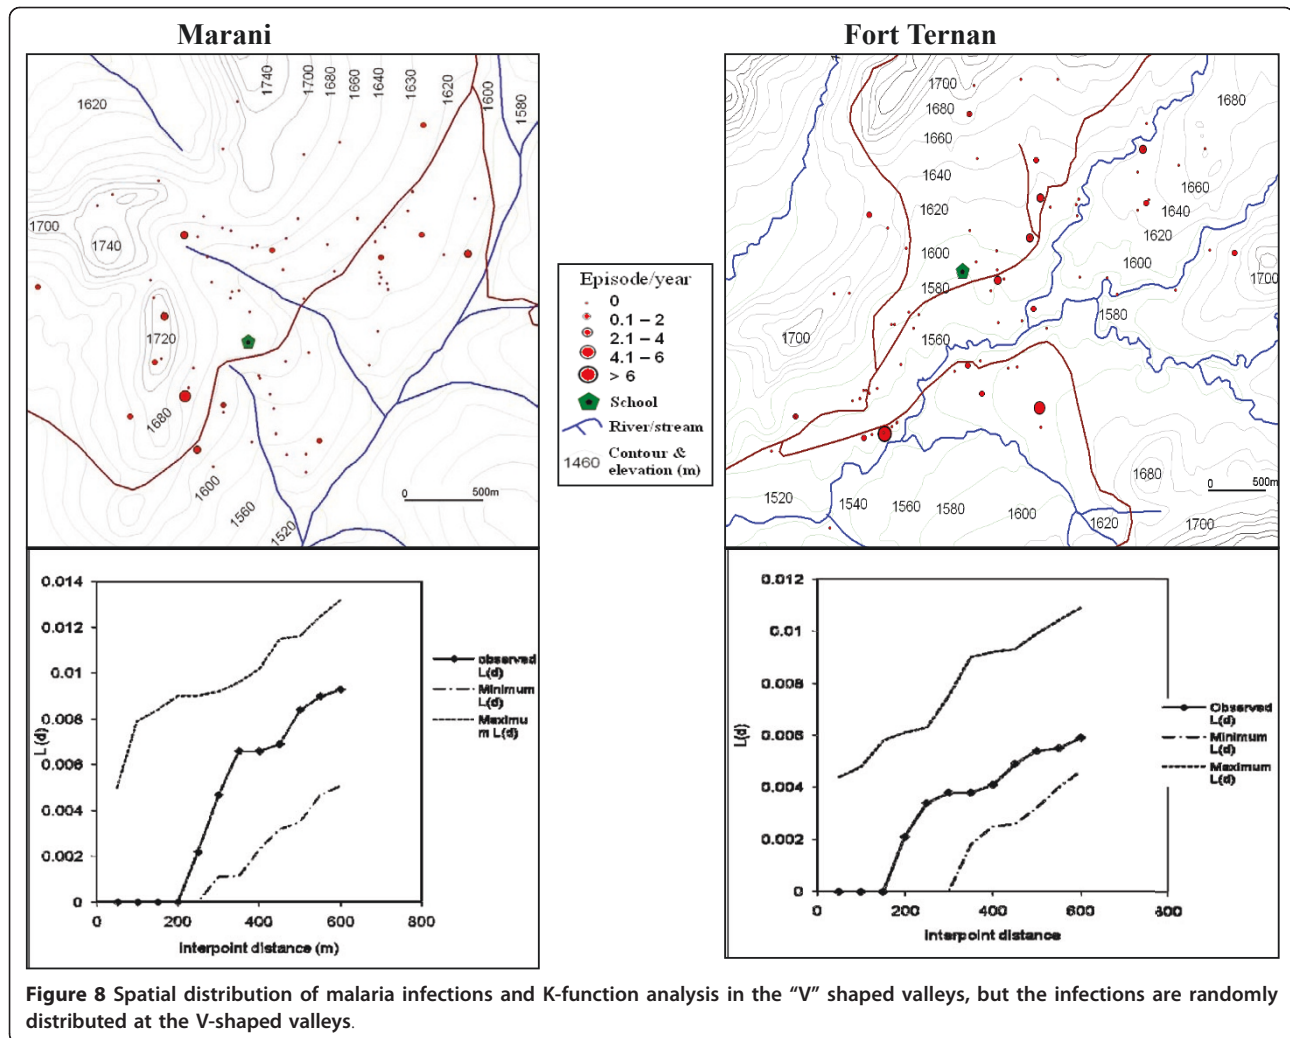 Marani
Fort Ternan
1740
1700
1680
1660
1640
1630
1620
1600
1580
1620
1700
1740
1720
1680
1600
1560
1520
0 500m
Episode/year
0
0.1 – 2
2.1 – 4
4.1 – 6
> 6
School
River/stream
1460 Contour &
elevation (m)
1700
1680
1660
1640
1620
1600
1580
1560
1700
1680
1660
1640
1620
1600
1580
1700
1680
1520
1540
1560
1580
1600
1620
1700
0 500m
0.014
0.012
0.01
0.008
0.006
0.004
0.002
0
L(d)
0 200 400 600 800
Interpoint distance (m)
observed
L(d)
Minimum
L(d)
Maximu
m L(d)
0.012
0.01
0.008
0.006
0.004
0.002
0
L(d)
0 200 400 600 800
Interpoint distance
Observed
L(d)
Minimum
L(d)
Maximum
L(d)
Figure 8 Spatial distribution of malaria infections and K-function analysis in the “V” shaped valleys, but the infections are randomly
distributed at the V-shaped valleys.